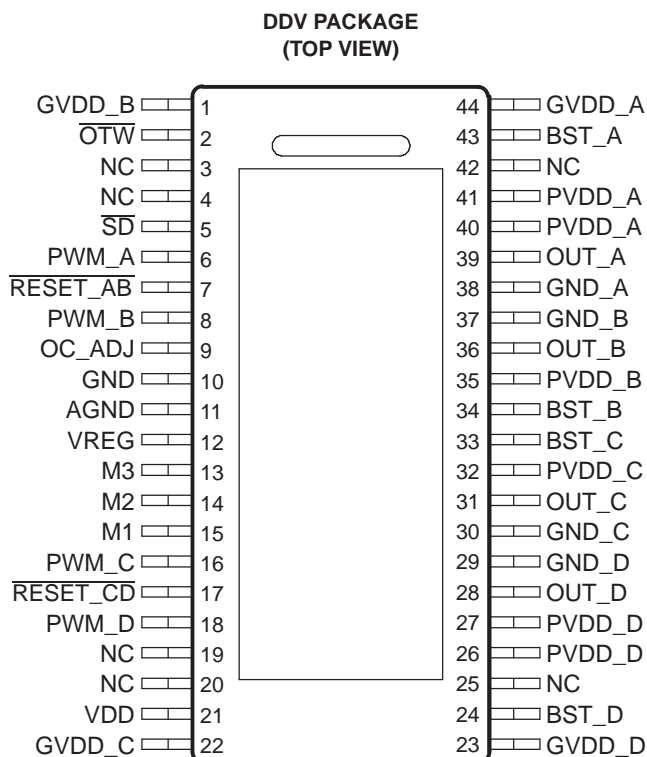 DDV PACKAGE
(TOP VIEW)
GVDD_B 1 44 GVDD_A
OTW 2 43 BST_A
NC 3 42 NC
NC 4 41 PVDD_A
SD 5 40 PVDD_A
PWM_A 6 39 OUT_A
RESET_AB 7 38 GND_A
PWM_B 8 37 GND_B
OC_ADJ 9 36 OUT_B
GND 10 35 PVDD_B
AGND 11 34 BST_B
VREG 12 33 BST_C
M3 13 32 PVDD_C
M2 14 31 OUT_C
M1 15 30 GND_C
PWM_C 16 29 GND_D
RESET_CD 17 28 OUT_D
PWM_D 18 27 PVDD_D
NC 19 26 PVDD_D
NC 20 25 NC
VDD 21 24 BST_D
GVDD_C 22 23 GVDD_D